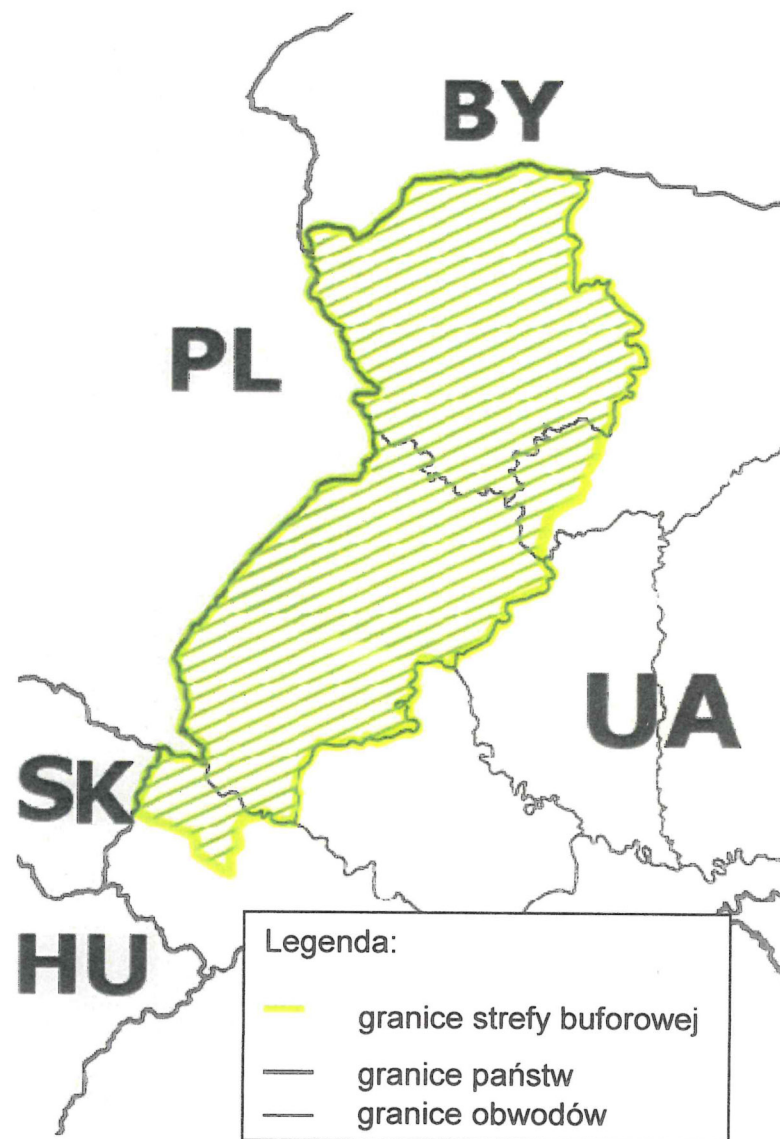 BY
PL
UA
SK
HU
Legenda:
granice strefy buforowej
granice państw
granice obwodów